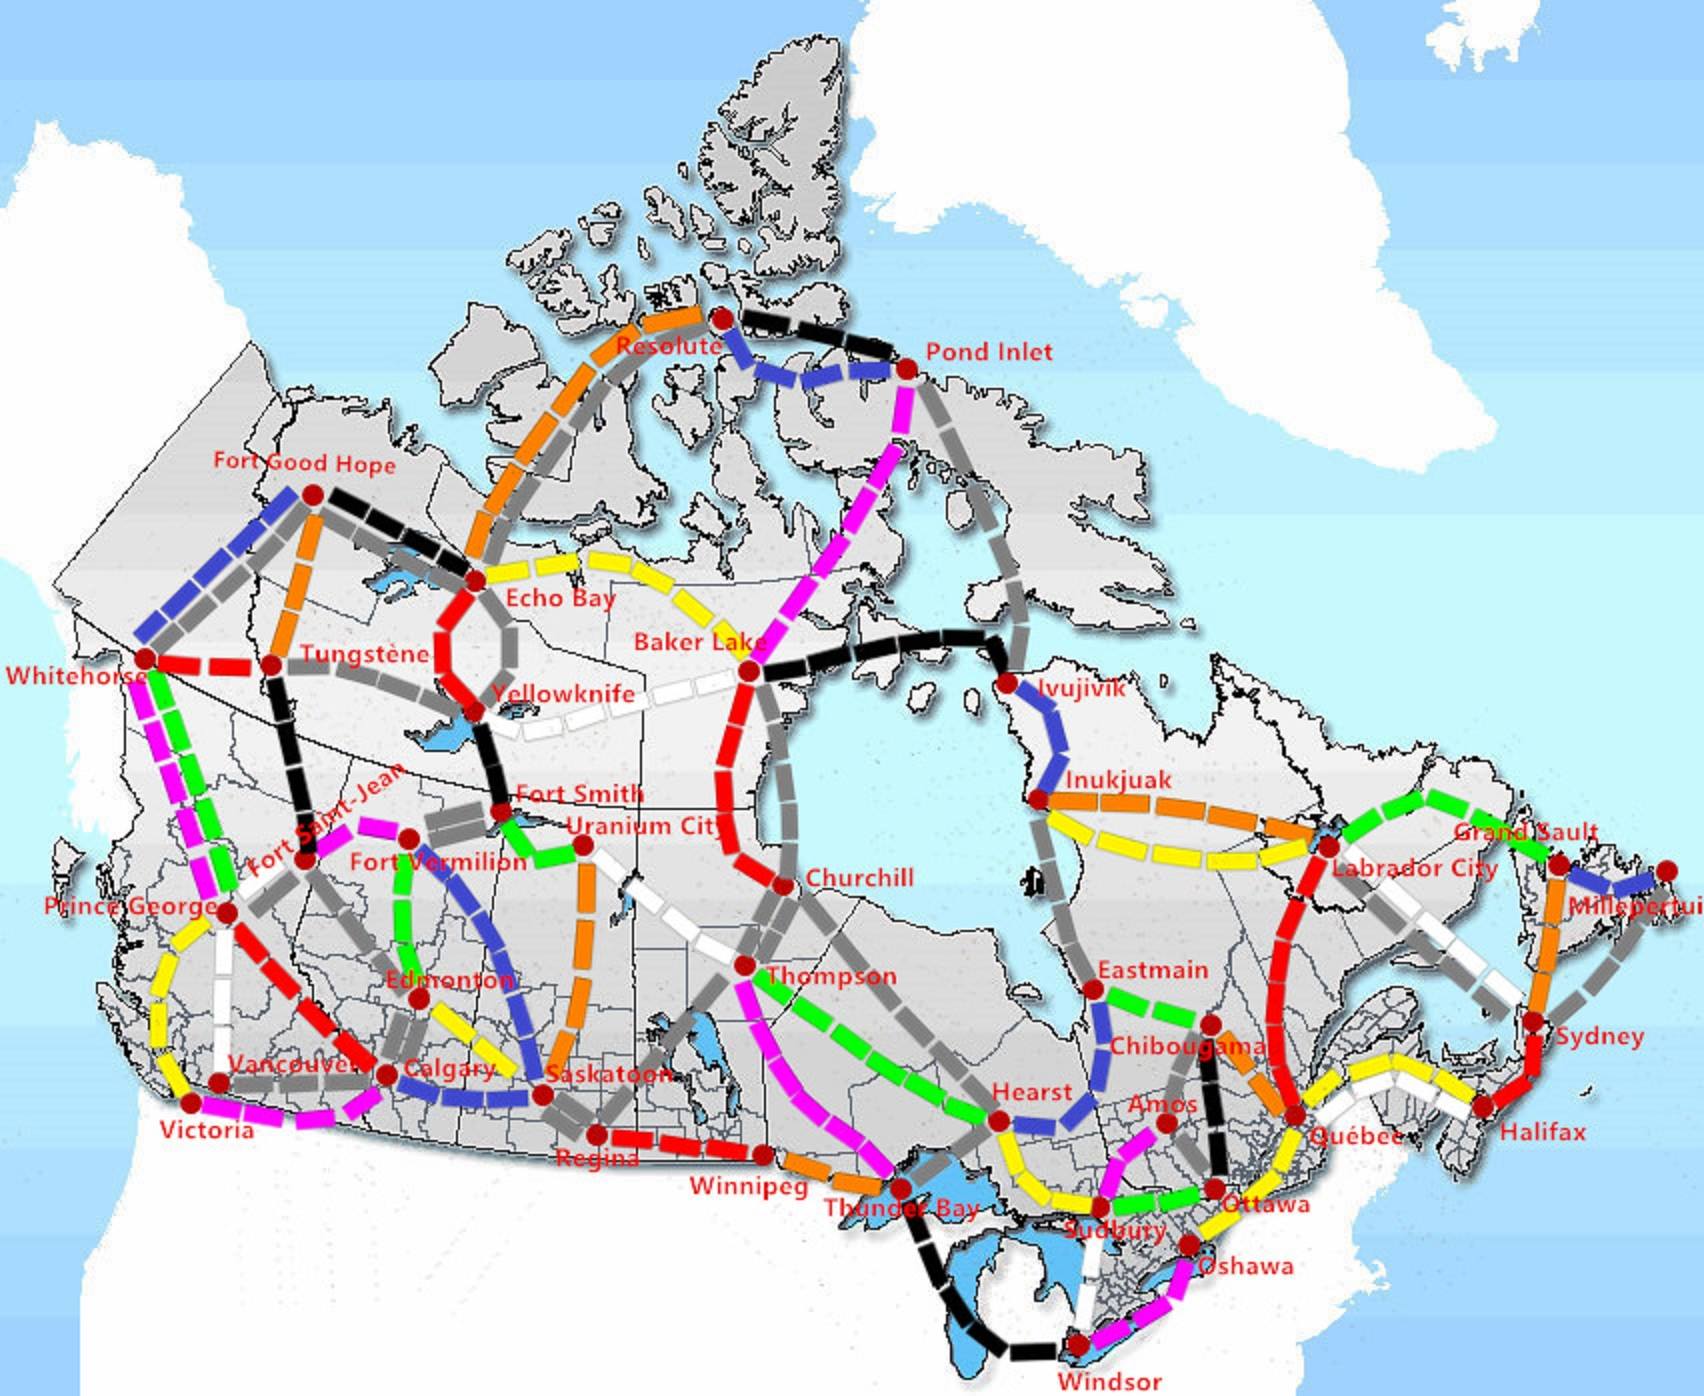 Resolute
Pond Inlet
Fort Good Hope
Echo Bay
Baker Lake
Tungstène
Whitehorse
Yellowknife
Ivujivik
Inukjuak
Fort Smith
Fort Saint-Jean
Uranium City
Grand Sault
Fort Vermilion
Labrador City
Churchill
Prince George
Millepertui
Eastmain
Thompson
Edmonton
Sydney
Chibougama
Vancouver
Calgary
Saskatoon
Hearst
Amos
Victoria
Québec
Halifax
Regina
Winnipeg
Thunder Bay
Ottawa
Sudbury
Oshawa
Windsor